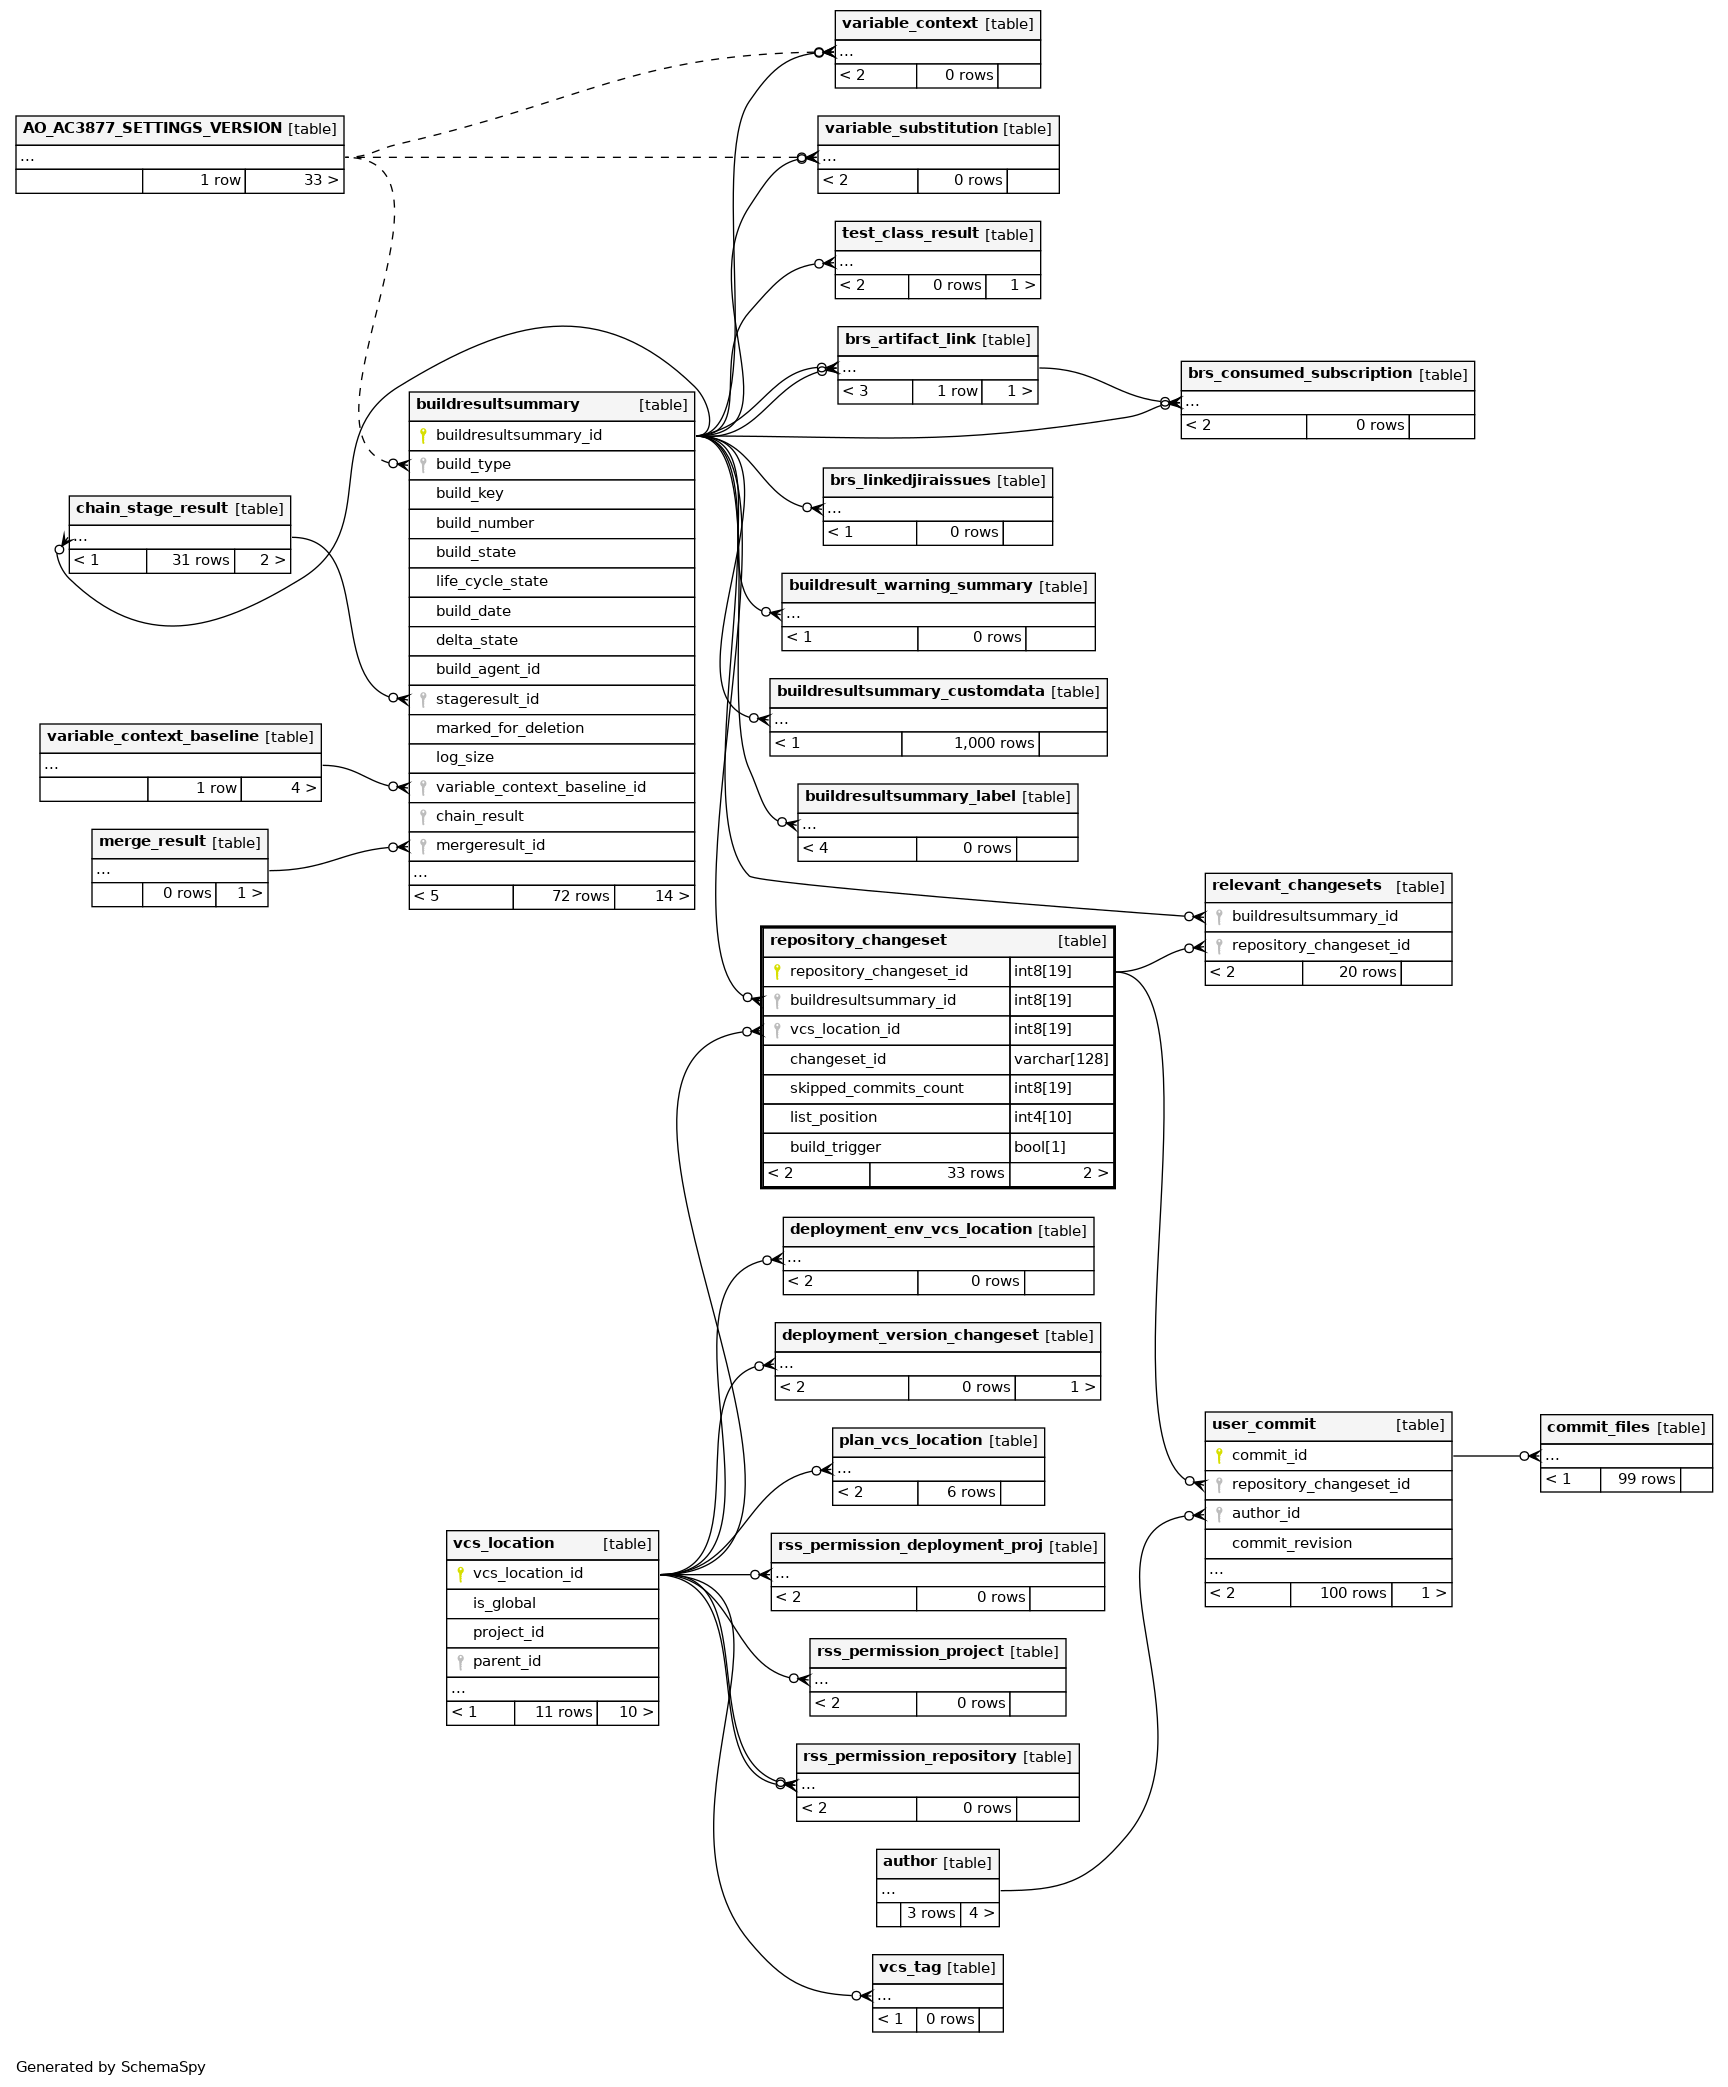 variable_context [table]
...
< 2 0 rows
AO_AC3877_SETTINGS_VERSION [table]
...
1 row 33 >
variable_substitution [table]
...
< 2 0 rows
test_class_result [table]
...
< 2 0 rows 1 >
brs_artifact_link [table]
...
< 3 1 row 1 >
brs_consumed_subscription [table]
...
< 2 0 rows
buildresultsummary [table]
buildresultsummary_id
build_type
build_key
build_number
build_state
life_cycle_state
build_date
delta_state
build_agent_id
stageresult_id
marked_for_deletion
log_size
variable_context_baseline_id
chain_result
mergeresult_id
...
< 5 72 rows 14 >
chain_stage_result [table]
...
< 1 31 rows 2 >
variable_context_baseline [table]
...
1 row 4 >
merge_result [table]
...
0 rows 1 >
brs_linkedjiraissues [table]
...
< 1 0 rows
buildresult_warning_summary [table]
...
< 1 0 rows
buildresultsummary_customdata [table]
...
< 1 1,000 rows
buildresultsummary_label [table]
...
< 4 0 rows
relevant_changesets [table]
buildresultsummary_id
repository_changeset_id
< 2 20 rows
repository_changeset [table]
repository_changeset_id int8[19]
buildresultsummary_id int8[19]
vcs_location_id int8[19]
changeset_id varchar[128]
skipped_commits_count int8[19]
list_position int4[10]
build_trigger bool[1]
< 2 33 rows 2 >
deployment_env_vcs_location [table]
...
< 2 0 rows
deployment_version_changeset [table]
...
< 2 0 rows 1 >
plan_vcs_location [table]
...
< 2 6 rows
user_commit [table]
commit_id
repository_changeset_id
author_id
commit_revision
...
< 2 100 rows 1 >
commit_files [table]
...
< 1 99 rows
vcs_location [table]
vcs_location_id
is_global
project_id
parent_id
...
< 1 11 rows 10 >
rss_permission_deployment_proj [table]
...
< 2 0 rows
rss_permission_project [table]
...
< 2 0 rows
rss_permission_repository [table]
...
< 2 0 rows
author [table]
...
3 rows 4 >
vcs_tag [table]
...
< 1 0 rows
Generated by SchemaSpy